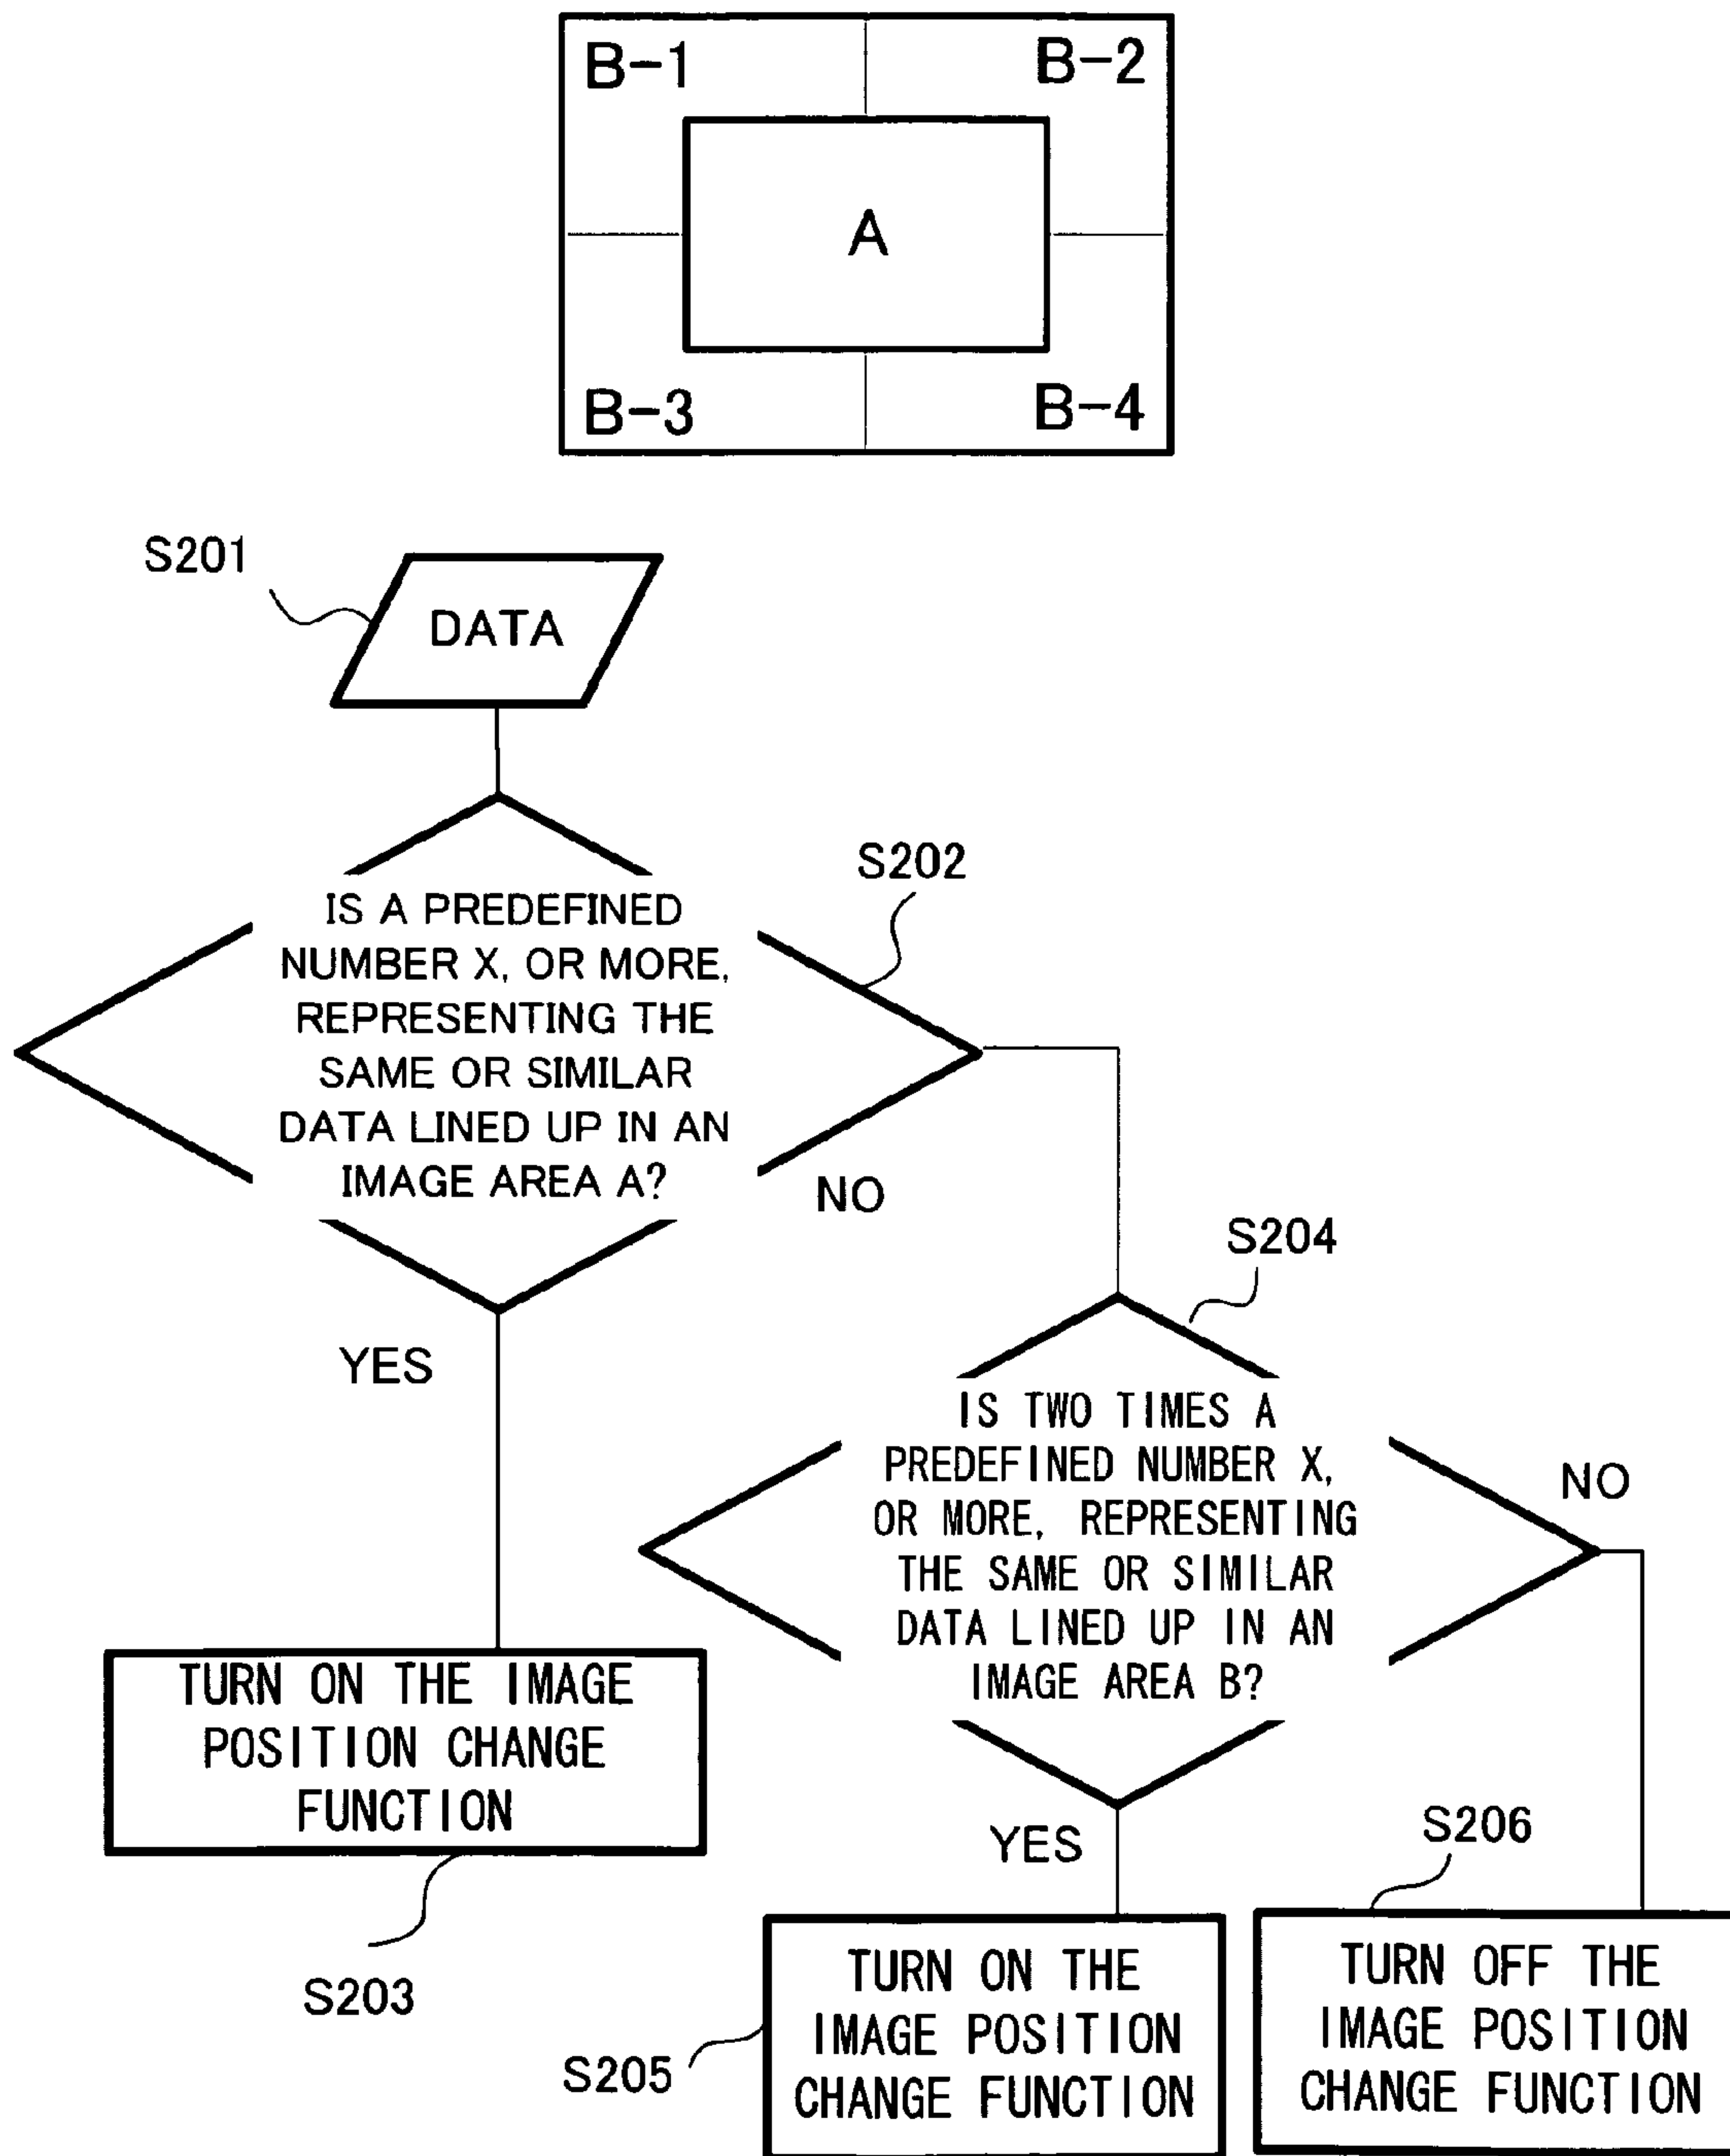 B-1
B-2
A
B-3
B-4
S201
DATA
S202
IS A PREDEFINED
NUMBER X, OR MORE,
REPRESENTING THE
SAME OR SIMILAR
DATA LINED UP IN AN
IMAGE AREA A?
NO
S204
YES
IS TWO TIMES A
PREDEFINED NUMBER X,
OR MORE, REPRESENTING
THE SAME OR SIMILAR
DATA LINED UP IN AN
IMAGE AREA B?
NO
TURN ON THE IMAGE
POSITION CHANGE
FUNCTION
YES
S206
S203
TURN ON THE
IMAGE POSITION
CHANGE FUNCTION
S205
TURN OFF THE
IMAGE POSITION
CHANGE FUNCTION